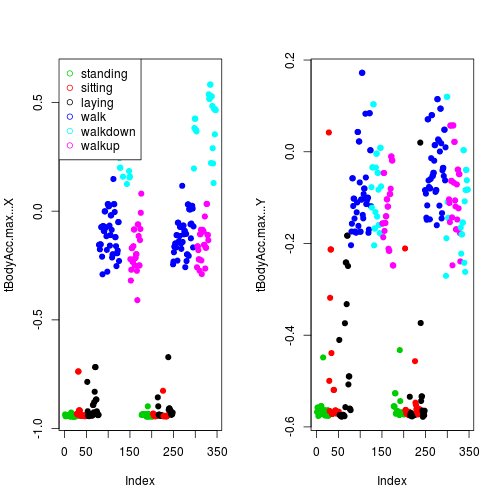 standing
sitting
laying
walk
walkdown
walkup
tBodyAcc.max...X
0.5
0.0
-0.5
-1.0
0 50 150 250 350
Index
tBodyAcc.max...Y
0.2
0.0
-0.2
-0.4
-0.6
0 50 150 250 350
Index